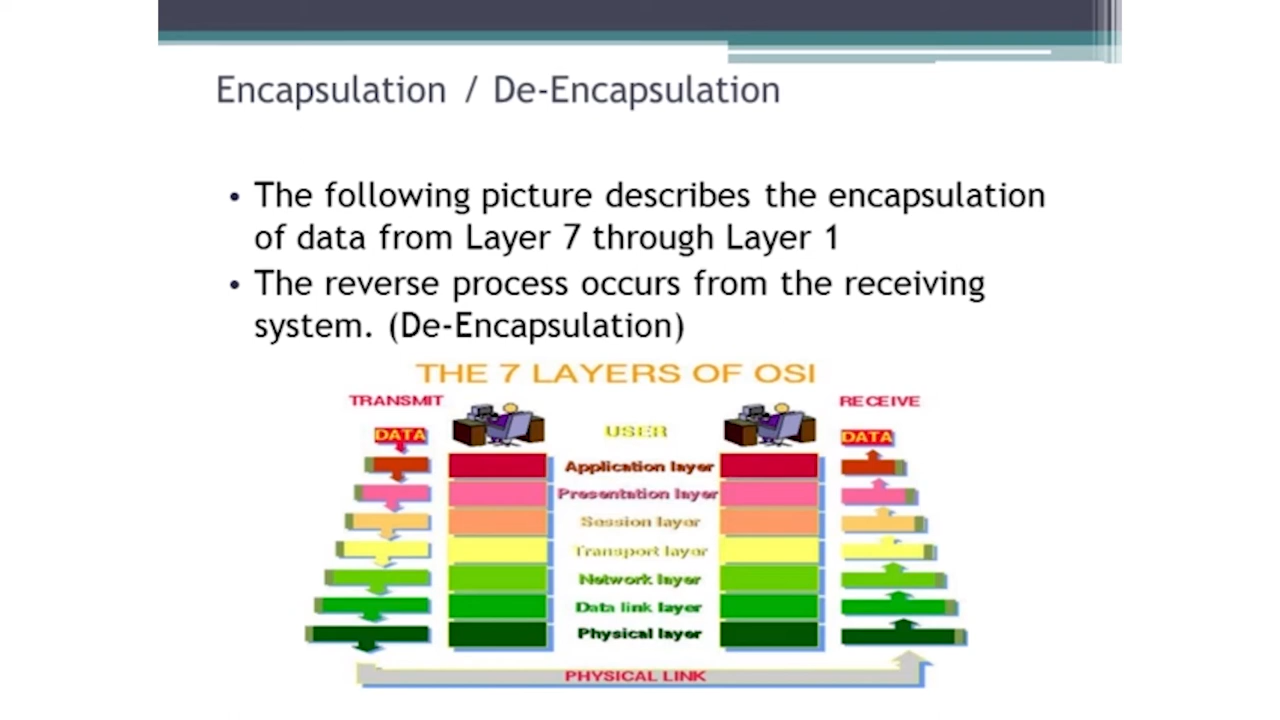 Encapsulation / De-Encapsulation
• The following picture describes the encapsulation
of data from Layer 7 through Layer 1
• The reverse process occurs from the receiving
system. (De-Encapsulation)
THE 7 LAYERS OF OSI
TRANSMIT
RECEIVE
DATA
USER
DATA
Application layer
Presentation layer
Session layer
Transport layer
Network layer
Data link layer
Physical layer
PHYSICAL LINK